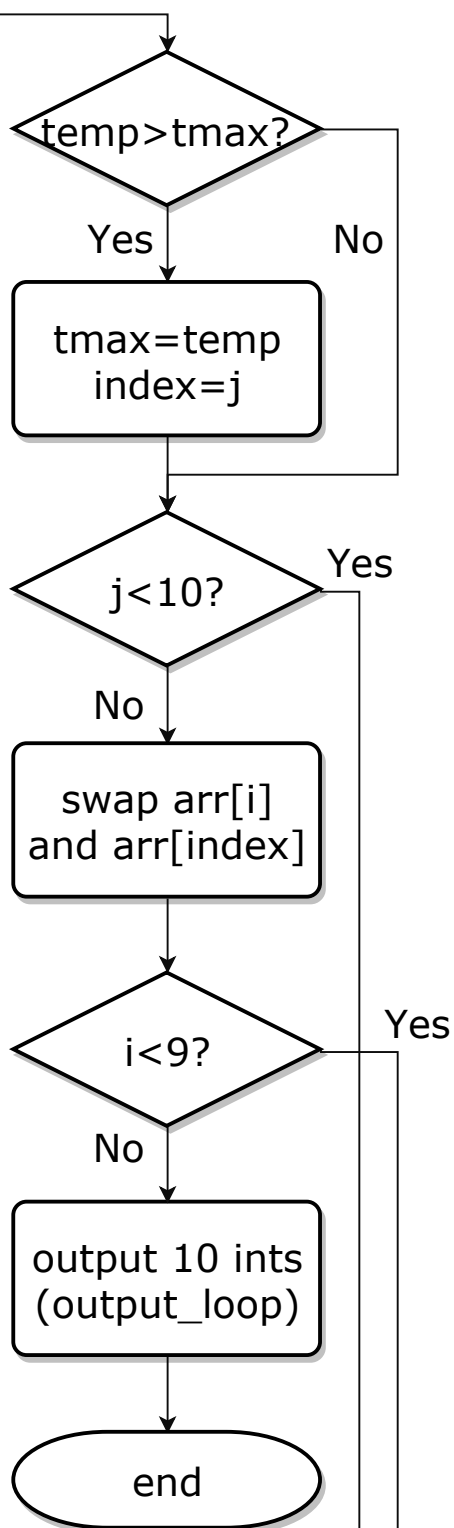 temp>tmax?
Yes
No
tmax=temp
index=j
Yes
j<10?
No
swap arr[i]
and arr[index]
Yes
i<9?
No
output 10 ints
(output_loop)
end